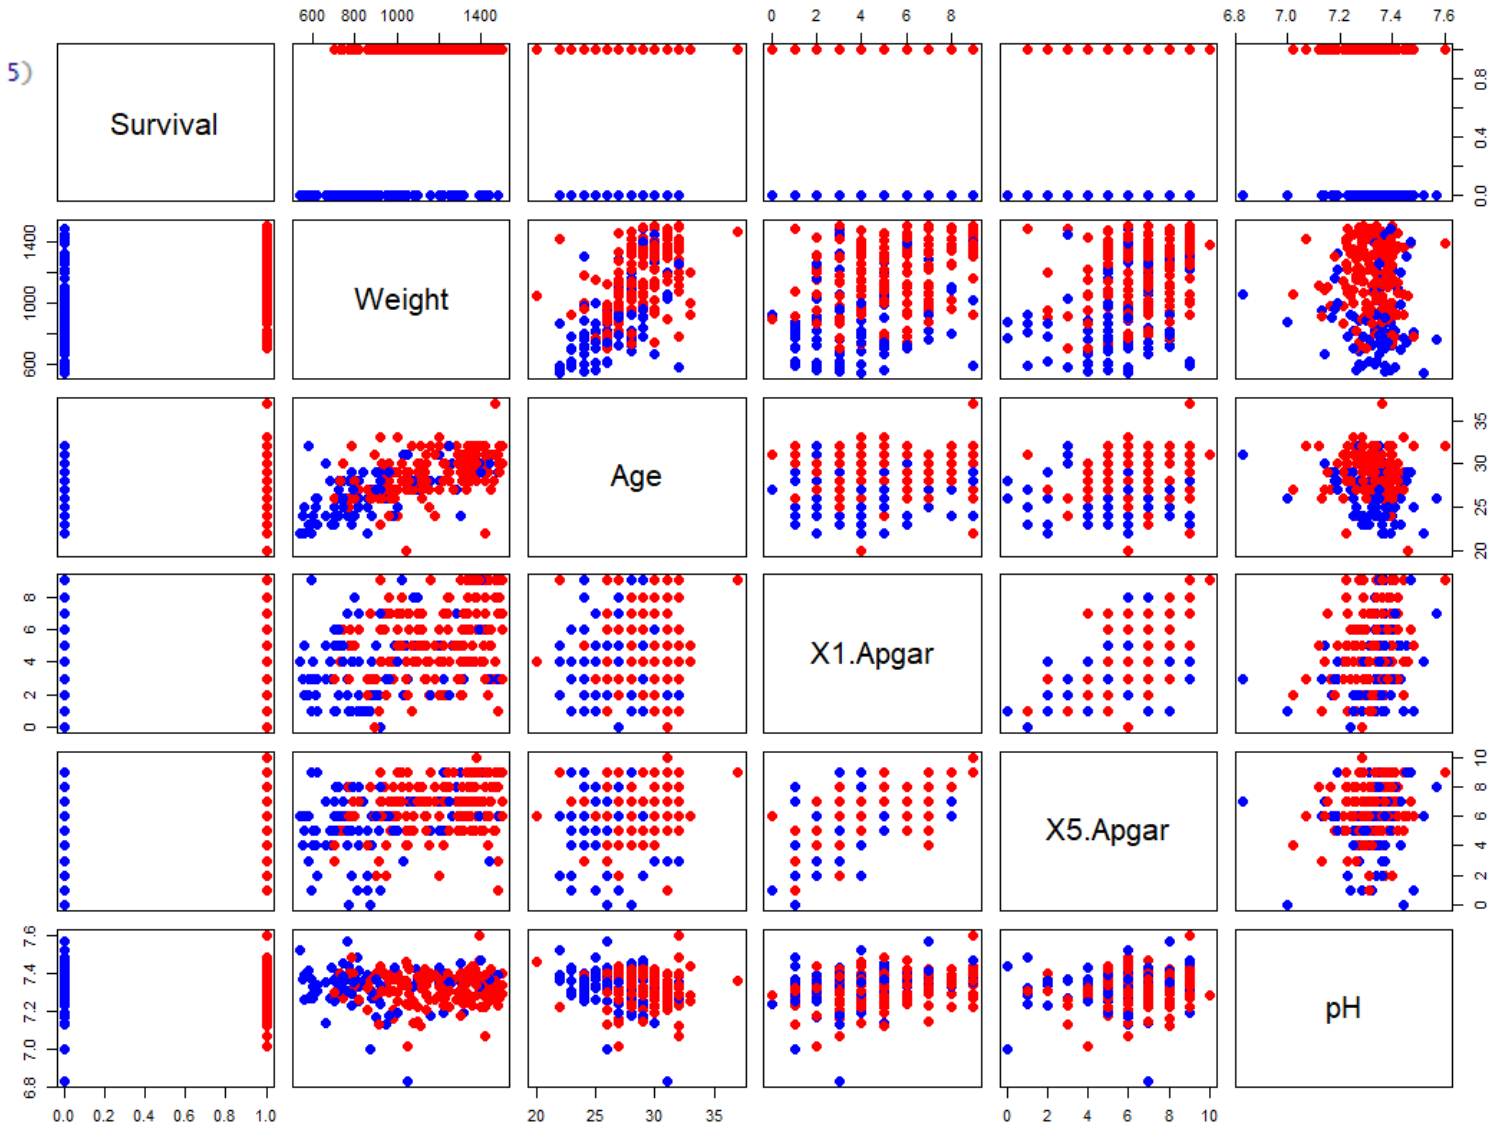 600 800 1000 1400 0 2 4 6 8 6.8 7.0 7.2 7.4 7.6
5)
Survival
0.0 0.4 0.8
Weight
600 1000 1400
Age
20 25 30 35
X1.Apgar
0 2 4 6 8
X5.Apgar
0 2 4 6 8 10
pH
6.8 7.0 7.2 7.4 7.6
0.0 0.2 0.4 0.6 0.8 1.0 20 25 30 35 0 2 4 6 8 10